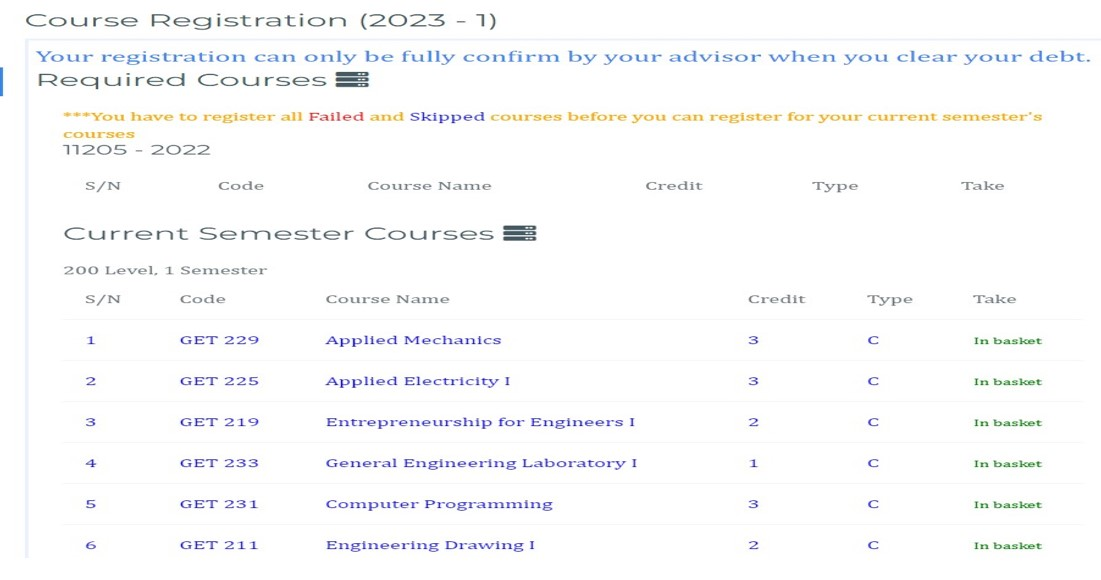 Course Registration (2023 - 1)
Your registration can only be fully confirm by your advisor when you clear your debt.
Required Courses
***You have to register all Failed and Skipped courses before you can register for your current semester's
courses
11205 - 2022
S/N Code Course Name Credit Type Take
Current Semester Courses
200 Level, 1 Semester
S/N Code Course Name Credit Type Take
1 GET 229 Applied Mechanics 3 C In basket
2 GET 225 Applied Electricity I 3 C In basket
3 GET 219 Entrepreneurship for Engineers I 2 C In basket
4 GET 233 General Engineering Laboratory I 1 C In basket
5 GET 231 Computer Programming 3 C In basket
6 GET 211 Engineering Drawing I 2 C In basket